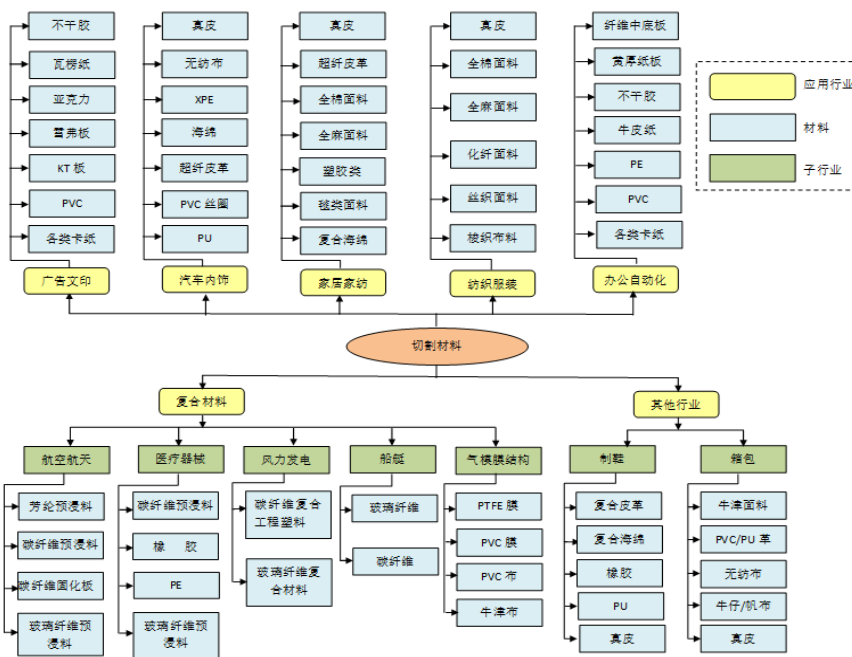 不干胶
瓦楞纸
亚克力
雪弗板
KT 板
PVC
各类卡纸
广告文印
真皮
无纺布
XPE
海绵
超纤皮革
PVC 丝圈
PU
汽车内饰
真皮
超纤皮革
全棉面料
全麻面料
塑胶类
毯类面料
复合海绵
家居家纺
真皮
全棉面料
全麻面料
化纤面料
丝织面料
梭织布料
纺织服装
纤维中底板
黄厚纸板
不干胶
牛皮纸
PE
PVC
各类卡纸
办公自动化
应用行业
材料
子行业
切割材料
复合材料
其他行业
航空航天
芳纶预浸料
碳纤维预浸料
碳纤维固化板
玻璃纤维预
浸料
医疗器械
碳纤维预浸料
橡 胶
PE
玻璃纤维预
浸料
风力发电
碳纤维复合
工程塑料
玻璃纤维复
合材料
船艇
玻璃纤维
碳纤维
气模膜结构
PTFE 膜
PVC 膜
PVC 布
牛津布
制鞋
复合皮革
复合海绵
橡胶
PU
真皮
箱包
牛津面料
PVC/PU 革
无纺布
牛仔/帆布
真皮